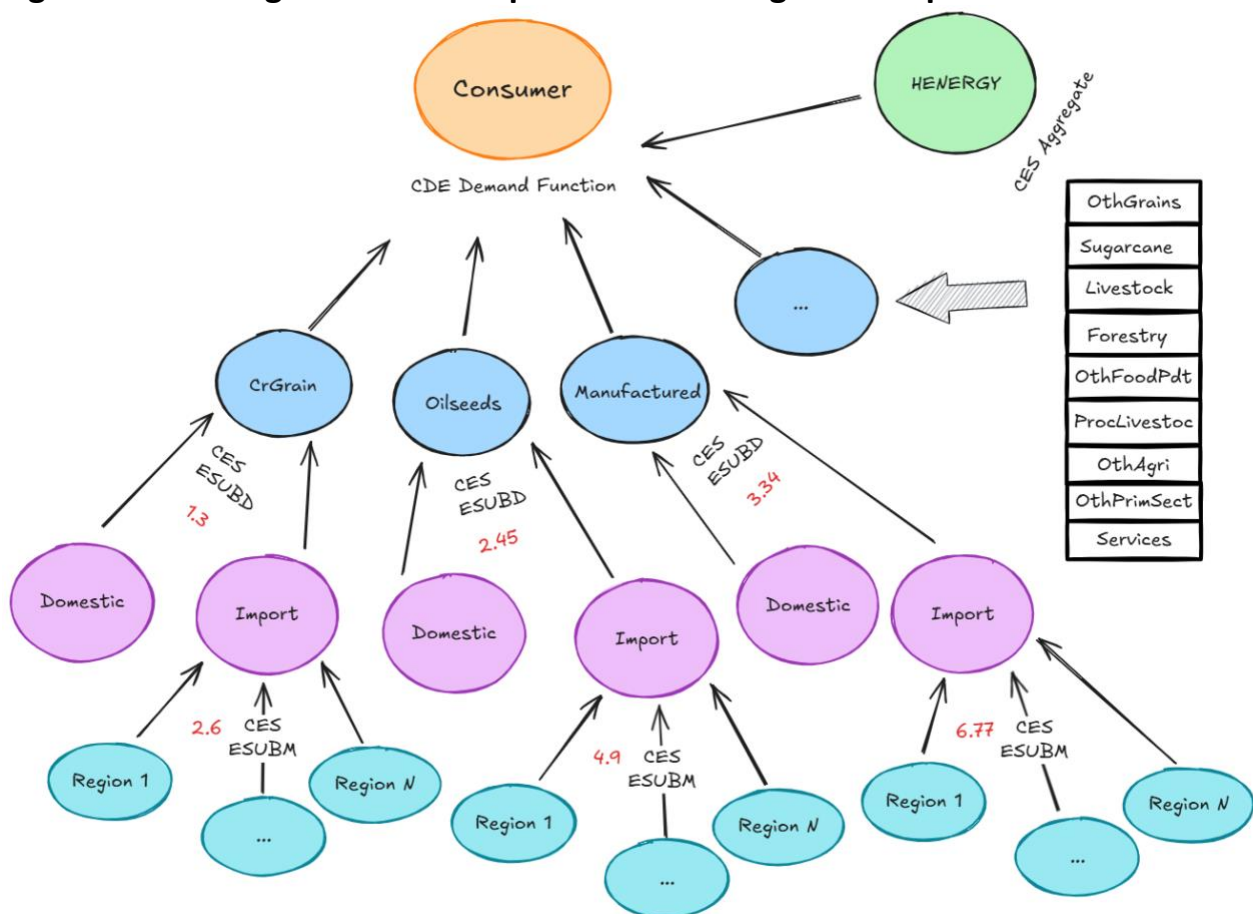 Consumer
HENERGY
CES Aggregate
CDE Demand Function
OthGrains
Sugarcane
Livestock
Forestry
OthFoodPdt
ProcLivestoc
OthAgri
OthPrimSect
Services
...
CrGrain
Oilseeds
Manufactured
CES
ESUBD
1.3
CES
ESUBD
2.45
CES
ESUBD
3.34
Domestic
Import
Domestic
Import
Domestic
Import
2.6
CES
ESUBM
4.9
CES
ESUBM
6.77
CES
ESUBM
Region 1
...
Region N
Region 1
...
Region N
Region 1
...
Region N